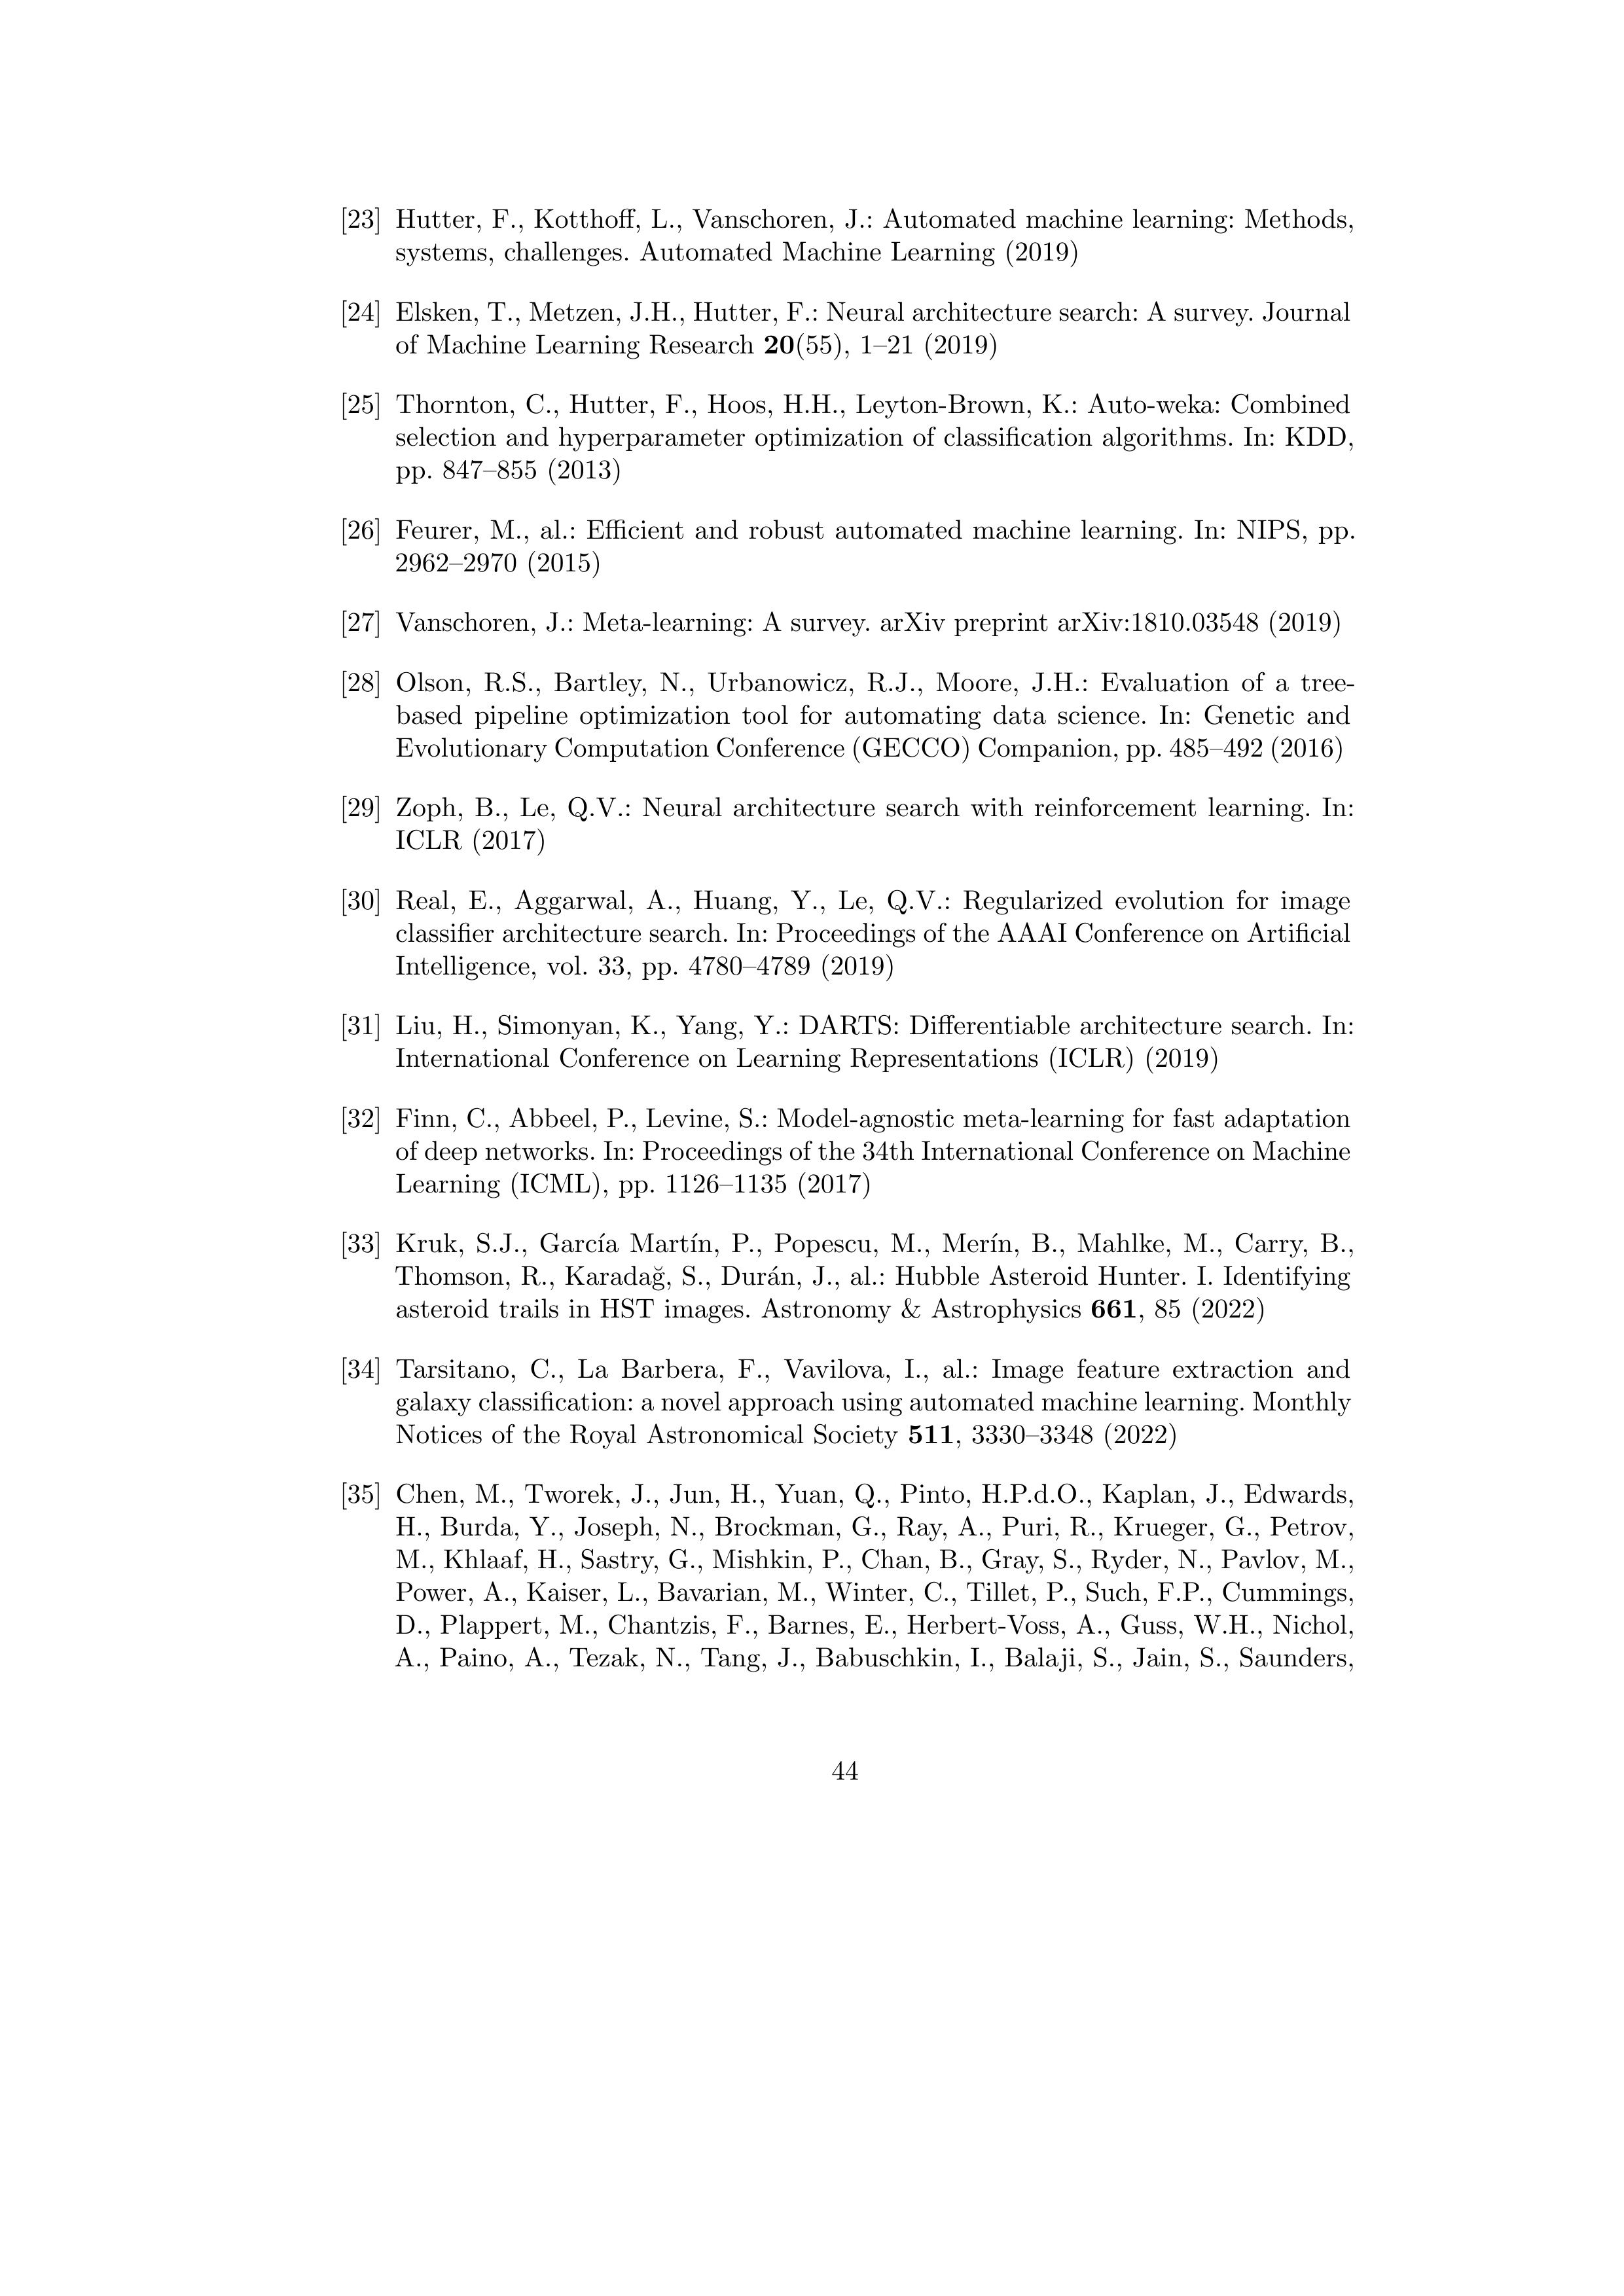 [23] Hutter, F., Kotthoff, L., Vanschoren, J.: Automated machine learning: Methods,
systems, challenges. Automated Machine Learning (2019)
[24] Elsken, T., Metzen, J.H., Hutter, F.: Neural architecture search: A survey. Journal
of Machine Learning Research 20(55), 1–21 (2019)
[25] Thornton, C., Hutter, F., Hoos, H.H., Leyton-Brown, K.: Auto-weka: Combined
selection and hyperparameter optimization of classification algorithms. In: KDD,
pp. 847–855 (2013)
[26] Feurer, M., al.: Efficient and robust automated machine learning. In: NIPS, pp.
2962–2970 (2015)
[27] Vanschoren, J.: Meta-learning: A survey. arXiv preprint arXiv:1810.03548 (2019)
[28] Olson, R.S., Bartley, N., Urbanowicz, R.J., Moore, J.H.: Evaluation of a tree-
based pipeline optimization tool for automating data science. In: Genetic and
Evolutionary Computation Conference (GECCO) Companion, pp. 485–492 (2016)
[29] Zoph, B., Le, Q.V.: Neural architecture search with reinforcement learning. In:
ICLR (2017)
[30] Real, E., Aggarwal, A., Huang, Y., Le, Q.V.: Regularized evolution for image
classifier architecture search. In: Proceedings of the AAAI Conference on Artificial
Intelligence, vol. 33, pp. 4780–4789 (2019)
[31] Liu, H., Simonyan, K., Yang, Y.: DARTS: Differentiable architecture search. In:
International Conference on Learning Representations (ICLR) (2019)
[32] Finn, C., Abbeel, P., Levine, S.: Model-agnostic meta-learning for fast adaptation
of deep networks. In: Proceedings of the 34th International Conference on Machine
Learning (ICML), pp. 1126–1135 (2017)
[33] Kruk, S.J., García Martín, P., Popescu, M., Merín, B., Mahlke, M., Carry, B.,
Thomson, R., Karadağ, S., Durán, J., al.: Hubble Asteroid Hunter. I. Identifying
asteroid trails in HST images. Astronomy & Astrophysics 661, 85 (2022)
[34] Tarsitano, C., La Barbera, F., Vavilova, I., al.: Image feature extraction and
galaxy classification: a novel approach using automated machine learning. Monthly
Notices of the Royal Astronomical Society 511, 3330–3348 (2022)
[35] Chen, M., Tworek, J., Jun, H., Yuan, Q., Pinto, H.P.d.O., Kaplan, J., Edwards,
H., Burda, Y., Joseph, N., Brockman, G., Ray, A., Puri, R., Krueger, G., Petrov,
M., Khlaaf, H., Sastry, G., Mishkin, P., Chan, B., Gray, S., Ryder, N., Pavlov, M.,
Power, A., Kaiser, L., Bavarian, M., Winter, C., Tillet, P., Such, F.P., Cummings,
D., Plappert, M., Chantzis, F., Barnes, E., Herbert-Voss, A., Guss, W.H., Nichol,
A., Paino, A., Tezak, N., Tang, J., Babuschkin, I., Balaji, S., Jain, S., Saunders,
44